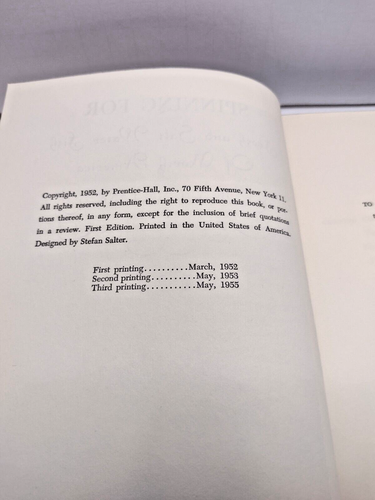 Copyright, 1952, by Prentice-Hall, Inc., 70 Fifth Avenue, New York 11.
All rights reserved, including the right to reproduce this book, or por-
tions thereof, in any form, except for the inclusion of brief quotations
in a review. First Edition. Printed in the United States of America.
Designed by Stefan Salter.
First printing..........March, 1952
Second printing..........May, 1953
Third printing...........May, 1955
TO